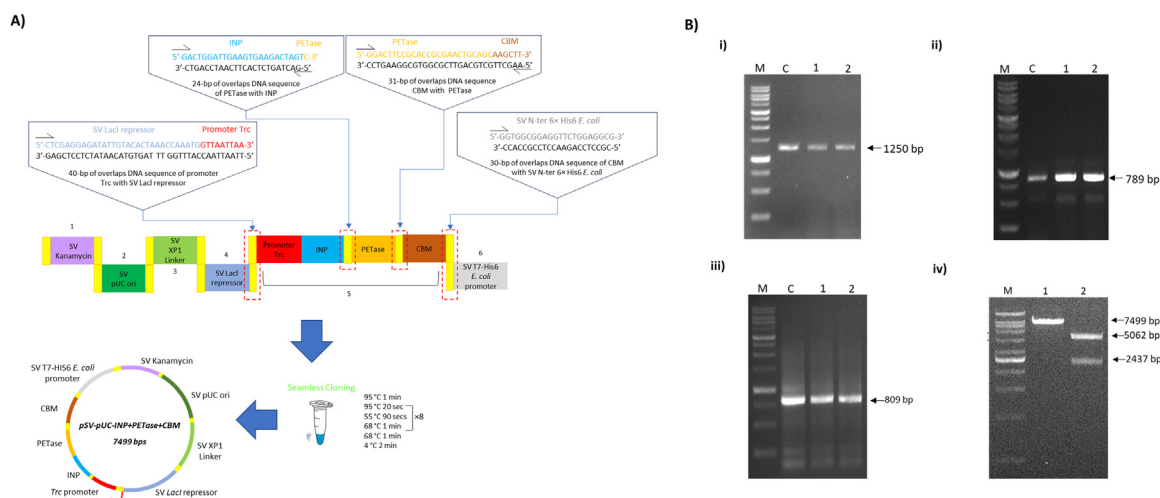 A)
INP
PETase
5'-GACTGGATTGAAGTGAAGACTAGTC-3'
3'-CTGACCTAACTTCACTCTGATCAG-5'
24-bp of overlaps DNA sequence
of PETase with INP
PETase
CBM
5'-GGACTTCCGCACCGCGAACTGCAGCAAGCTT-3'
3'-CCTGAAGGCGTGGCGCTTGACGTCGTTCGAA-5'
31-bp of overlaps DNA sequence
CBM with PETase
SV LacI repressor
Promoter Trc
5'-CTCGAGGAGATATTGTACACTAAACCAAATGGTTAATTAA-3'
3'-GAGCTCCTCTATAACATGTGAT TT GGTTTACCAATTAATT-5'
40-bp of overlaps DNA sequence of promoter
Trc with SV LacI repressor
SV N-ter 6× His6 E. coli
5'-GGTGGCGGAGGTTCTGGAGGCG-3'
3'-CCACCGCCTCCAAGACCTCCGC-5'
30-bp of overlaps DNA sequence of CBM
with SV N-ter 6× His6 E. coli
1
SV
Kanamycin
2
SV
pUC ori
SV
XP1
Linker
3
4
SV LacI
repressor
Promoter
Trc
INP
PETase
CBM
5
6
SV T7-His6
E. coli
promoter
Seamless Cloning
95 °C 1 min
95 °C 20 sec
55 °C 90 secs
68 °C 1 min
×8
68 °C 1 min
4 °C 2 min
SV T7-HIS6 E. coli
promoter
SV Kanamycin
SV pUC ori
CBM
PETase
INP
Trc promoter
SV LacI repressor
SV XP1
Linker
pSV-pUC-INP+PETase+CBM
7499 bps
B)
i)
M C 1 2
1250 bp
ii)
M C 1 2
789 bp
iii)
M C 1 2
809 bp
iv)
M 1 2
7499 bp
5062 bp
2437 bp